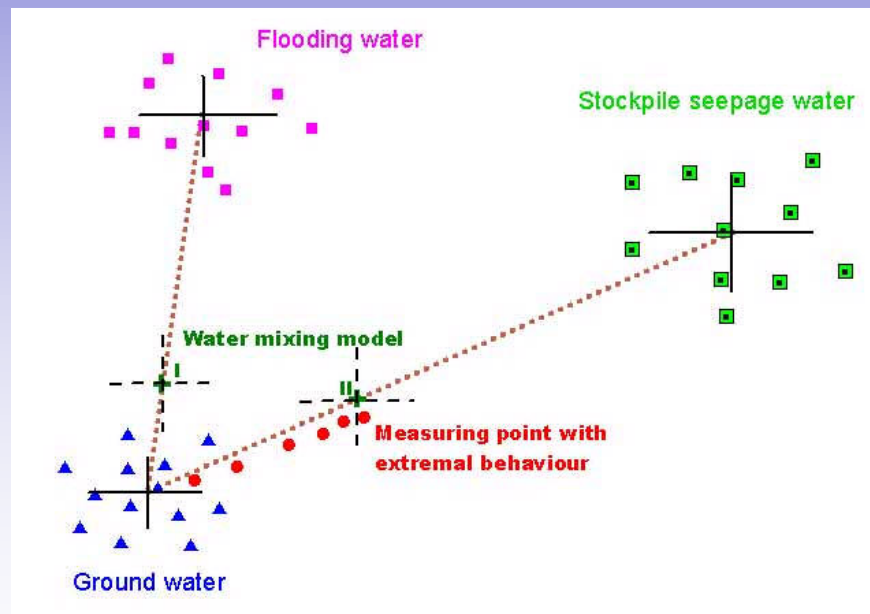 Flooding water
Stockpile seepage water
Water mixing model
I
II
Measuring point with
extremal behaviour
Ground water